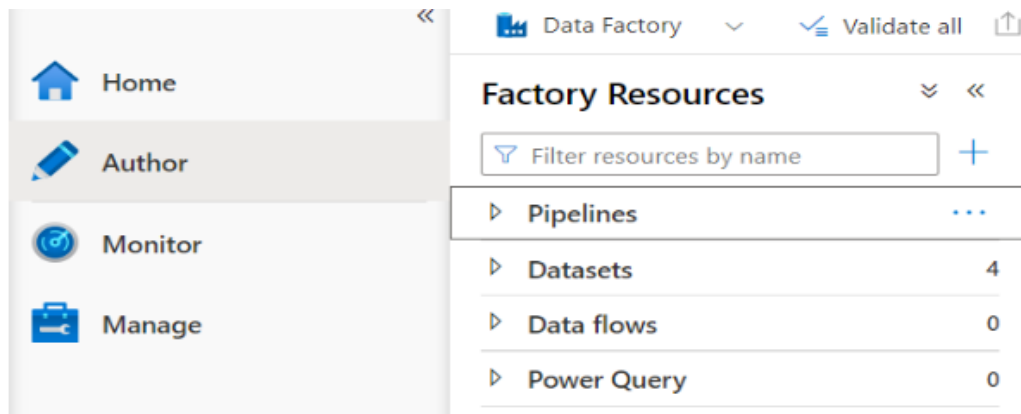 Home
Author
Monitor
Manage
Data Factory
Validate all
Factory Resources
Filter resources by name
Pipelines
Datasets 4
Data flows 0
Power Query 0